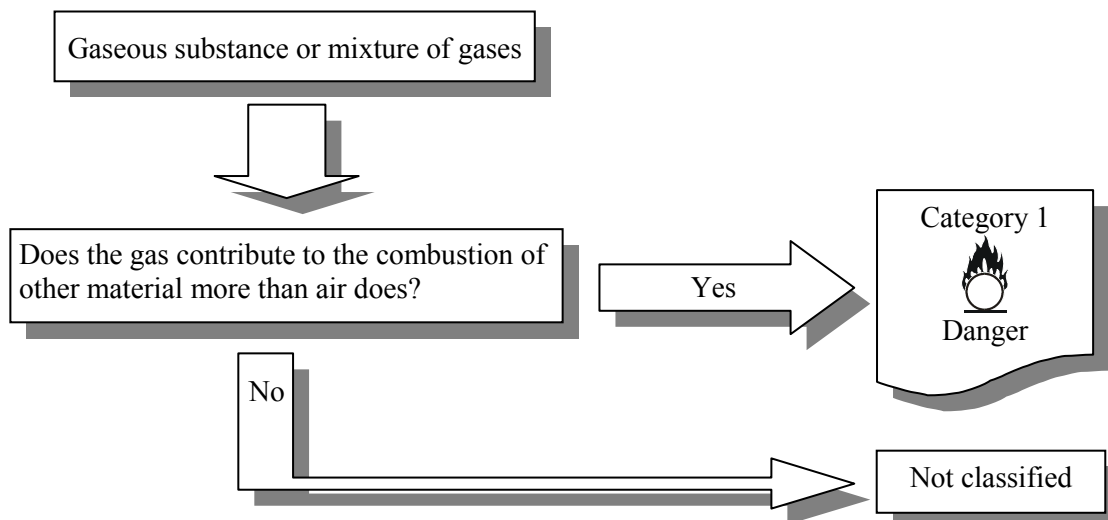 Gaseous substance or mixture of gases
Does the gas contribute to the combustion of
other material more than air does?
Yes
Category 1
Danger
No
Not classified